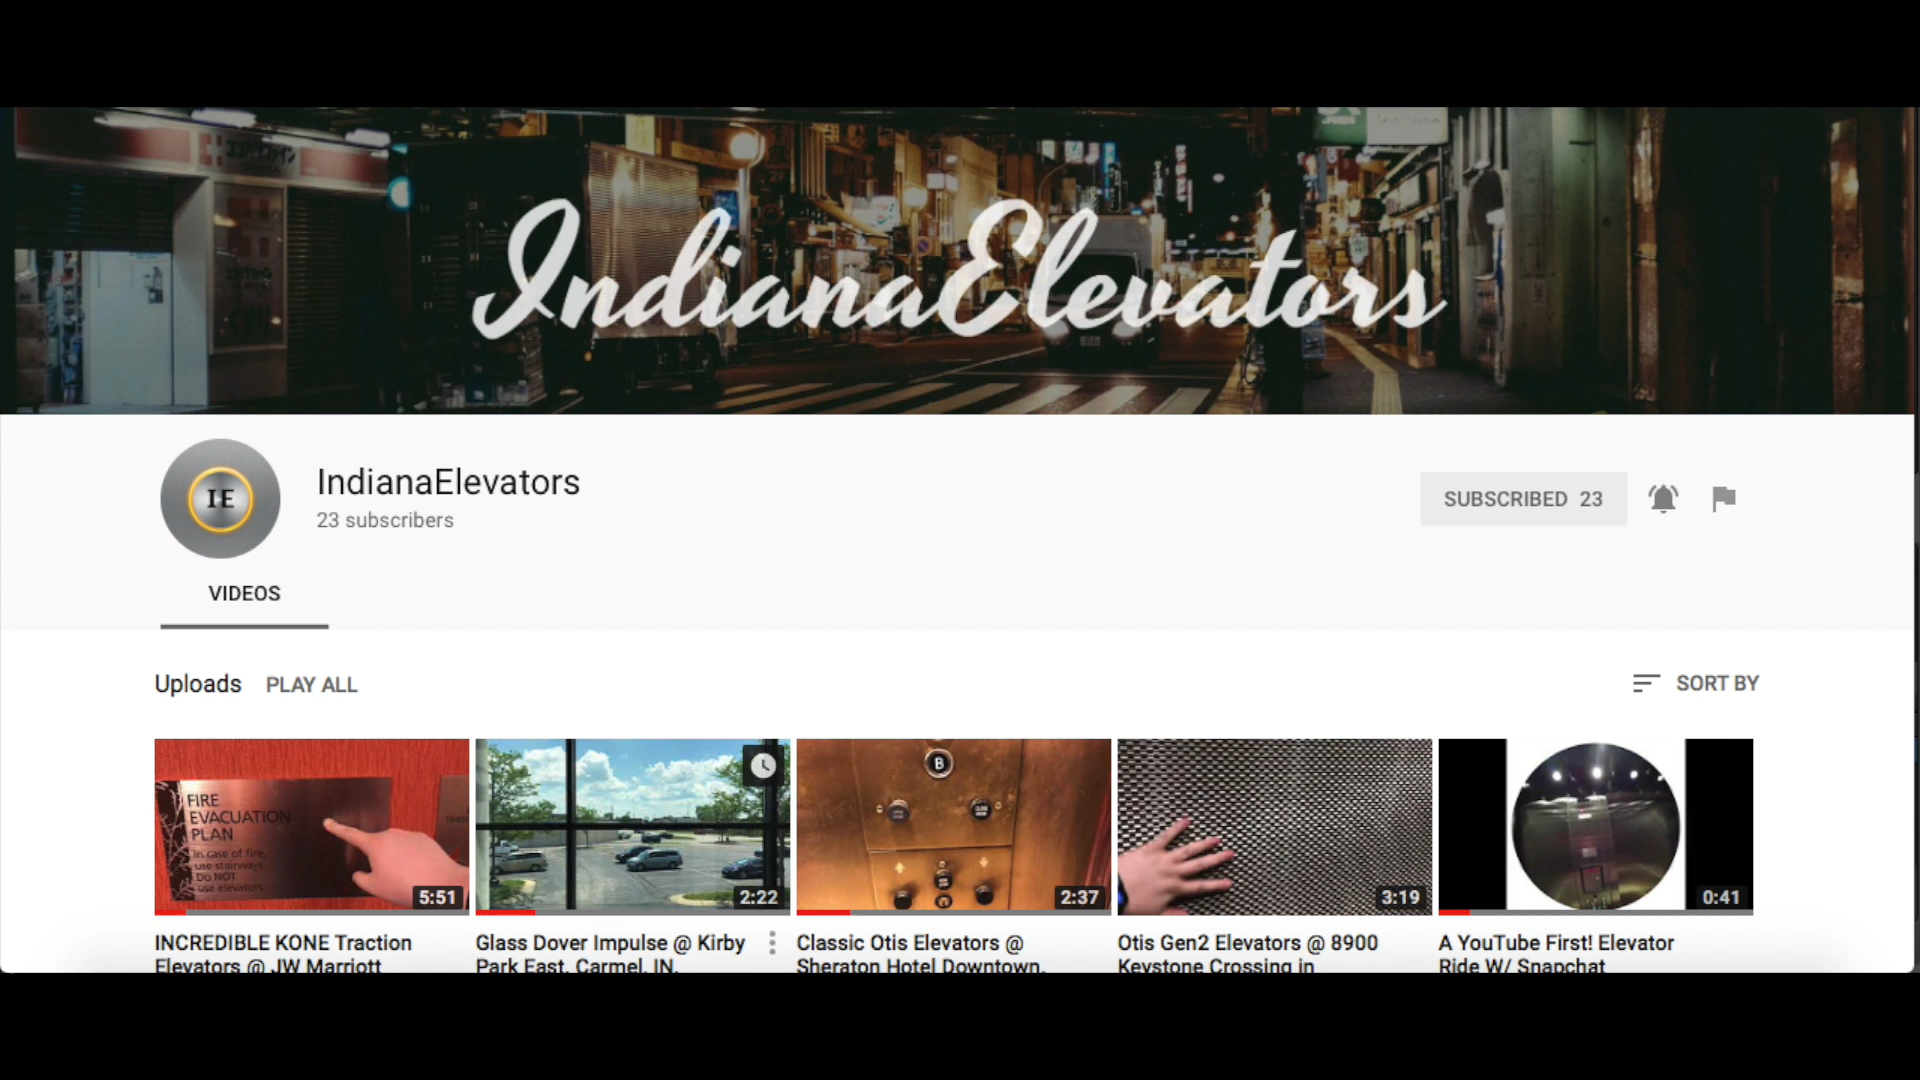 IndianaElevators
IE
IndianaElevators
23 subscribers
SUBSCRIBED 23
VIDEOS
Uploads PLAY ALL
SORT BY
FIRE
EVACUATION
PLAN
In case of fire,
use stairways.
Do NOT
use elevators.
5:51
2:22
B
2:37
3:19
0:41
INCREDIBLE KONE Traction
Elevators @ JW Marriott
Glass Dover Impulse @ Kirby
Park East, Carmel, IN.
Classic Otis Elevators @
Sheraton Hotel Downtown,
Otis Gen2 Elevators @ 8900
Keystone Crossing in
A YouTube First! Elevator
Ride W/ Snapchat